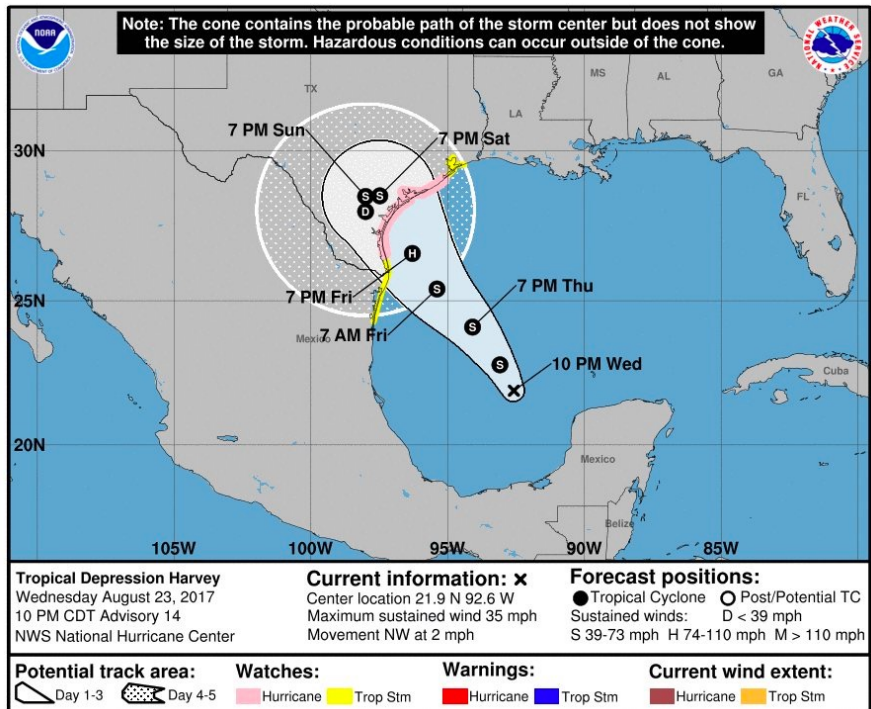 Note: The cone contains the probable path of the storm center but does not show
the size of the storm. Hazardous conditions can occur outside of the cone.
NOAA
NATIONAL WEATHER SERVICE
TX
MS
AL
GA
LA
FL
7 PM Sun
7 PM Sat
30N
S
S
D
H
7 PM Fri
25N
S
7 PM Thu
7 AM Fri
S
Mexico
S
10 PM Wed
Cuba
20N
Mexico
Belize
105W
100W
95W
90W
85W
Tropical Depression Harvey
Wednesday August 23, 2017
10 PM CDT Advisory 14
NWS National Hurricane Center
Current information: ✖
Center location 21.9 N 92.6 W
Maximum sustained wind 35 mph
Movement NW at 2 mph
Forecast positions:
● Tropical Cyclone ○ Post/Potential TC
Sustained winds: D < 39 mph
S 39-73 mph H 74-110 mph M > 110 mph
Potential track area:
Day 1-3 Day 4-5
Watches:
Hurricane Trop Stm
Warnings:
Hurricane Trop Stm
Current wind extent:
Hurricane Trop Stm